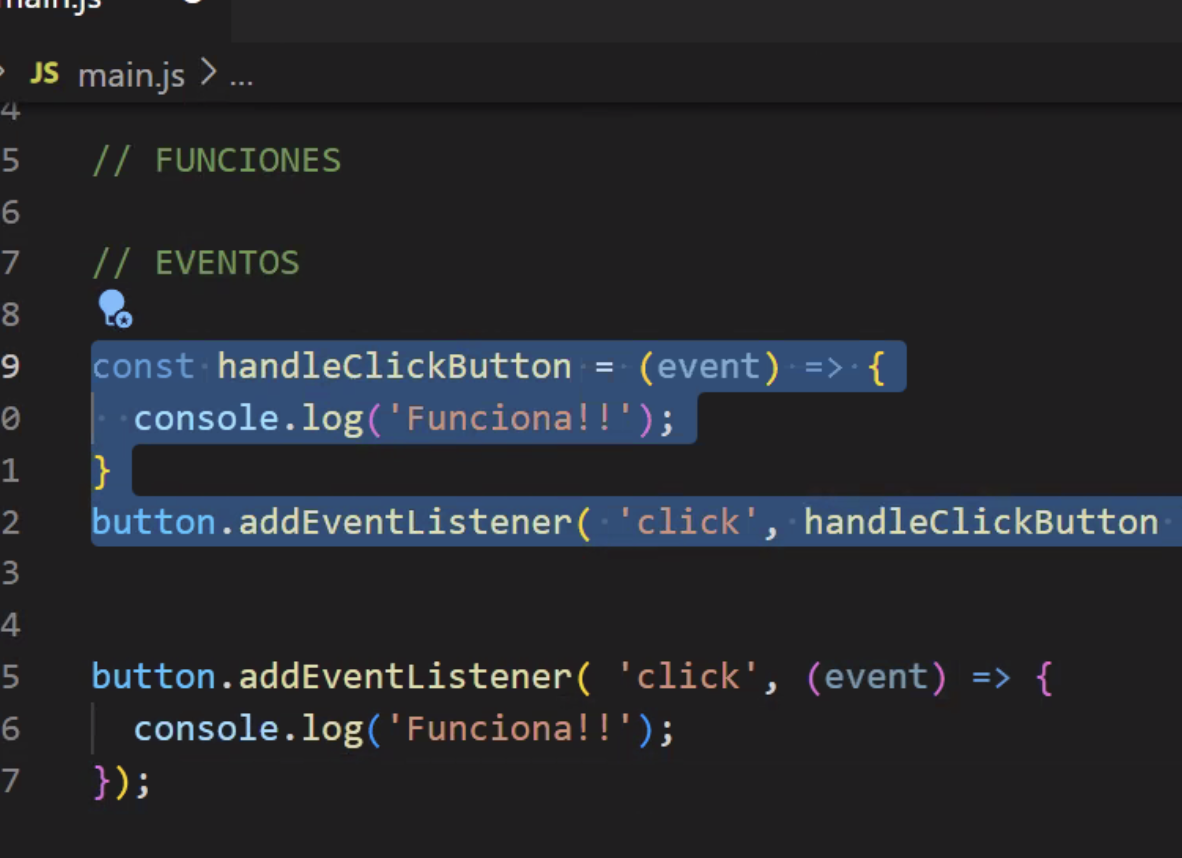 main.js
JS main.js > ...
4
5 // FUNCIONES
6
7 // EVENTOS
8
9 const handleClickButton = (event) => {
0 console.log('Funciona!!');
1 }
2 button.addEventListener( 'click', handleClickButton
3
4
5 button.addEventListener( 'click', (event) => {
6 console.log('Funciona!!');
7 });